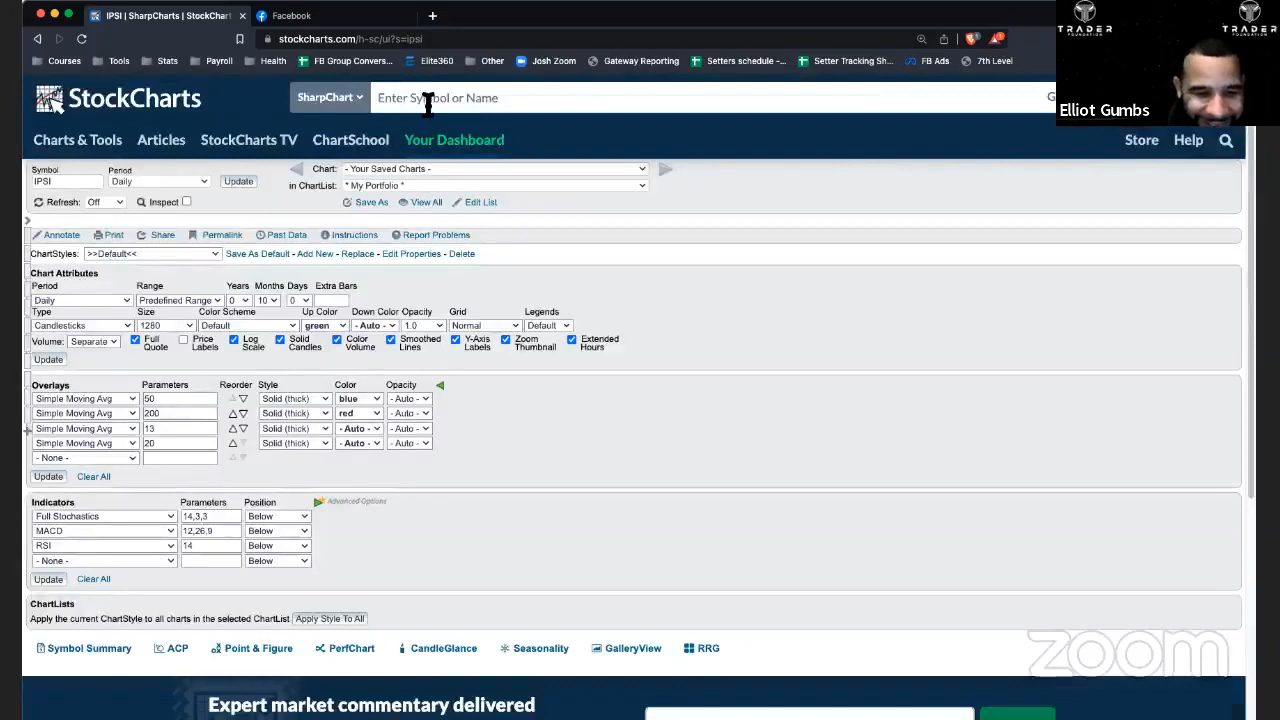 IPSI | SharpCharts | StockChart
Facebook
stockcharts.com/h-sc/ui?s=ipsi
Courses
Tools
Stats
Payroll
Health
FB Group Convers...
Elite360
Other
Josh Zoom
Gateway Reporting
Setters schedule -...
Setter Tracking Sh...
FB Ads
7th Level
TRADER
FOUNDATION
TRADER
FOUNDATION
Elliot Gumbs
StockCharts
SharpChart
Enter Symbol or Name
G
Charts & Tools
Articles
StockCharts TV
ChartSchool
Your Dashboard
Store
Help
Symbol
Period
IPSI
Daily
Update
Chart:
- Your Saved Charts -
in ChartList:
* My Portfolio *
Refresh:
Off
Inspect
Save As
View All
Edit List
Annotate
Print
Share
Permalink
Past Data
Instructions
Report Problems
ChartStyles:
>>Default<<
Save As Default - Add New - Replace - Edit Properties - Delete
Chart Attributes
Period
Range
Years
Months
Days
Extra Bars
Daily
Predefined Range
0
10
0
Type
Size
Color Scheme
Up Color
Down Color
Opacity
Grid
Legends
Candlesticks
1280
Default
green
- Auto -
1.0
Normal
Default
Volume:
Separate
Full Quote
Price Labels
Log Scale
Solid Candles
Color Volume
Smoothed Lines
Y-Axis Labels
Zoom Thumbnail
Extended Hours
Update
Overlays
Parameters
Reorder
Style
Color
Opacity
Simple Moving Avg
50
Solid (thick)
blue
- Auto -
Simple Moving Avg
200
Solid (thick)
red
- Auto -
Simple Moving Avg
13
Solid (thick)
- Auto -
- Auto -
Simple Moving Avg
20
Solid (thick)
- Auto -
- Auto -
- None -
Update
Clear All
Indicators
Parameters
Position
Advanced Options
Full Stochastics
14,3,3
Below
MACD
12,26,9
Below
RSI
14
Below
- None -
Below
Update
Clear All
ChartLists
Apply the current ChartStyle to all charts in the selected ChartList
Apply Style To All
zoom
Symbol Summary
ACP
Point & Figure
PerfChart
CandleGlance
Seasonality
GalleryView
RRG
Expert market commentary delivered